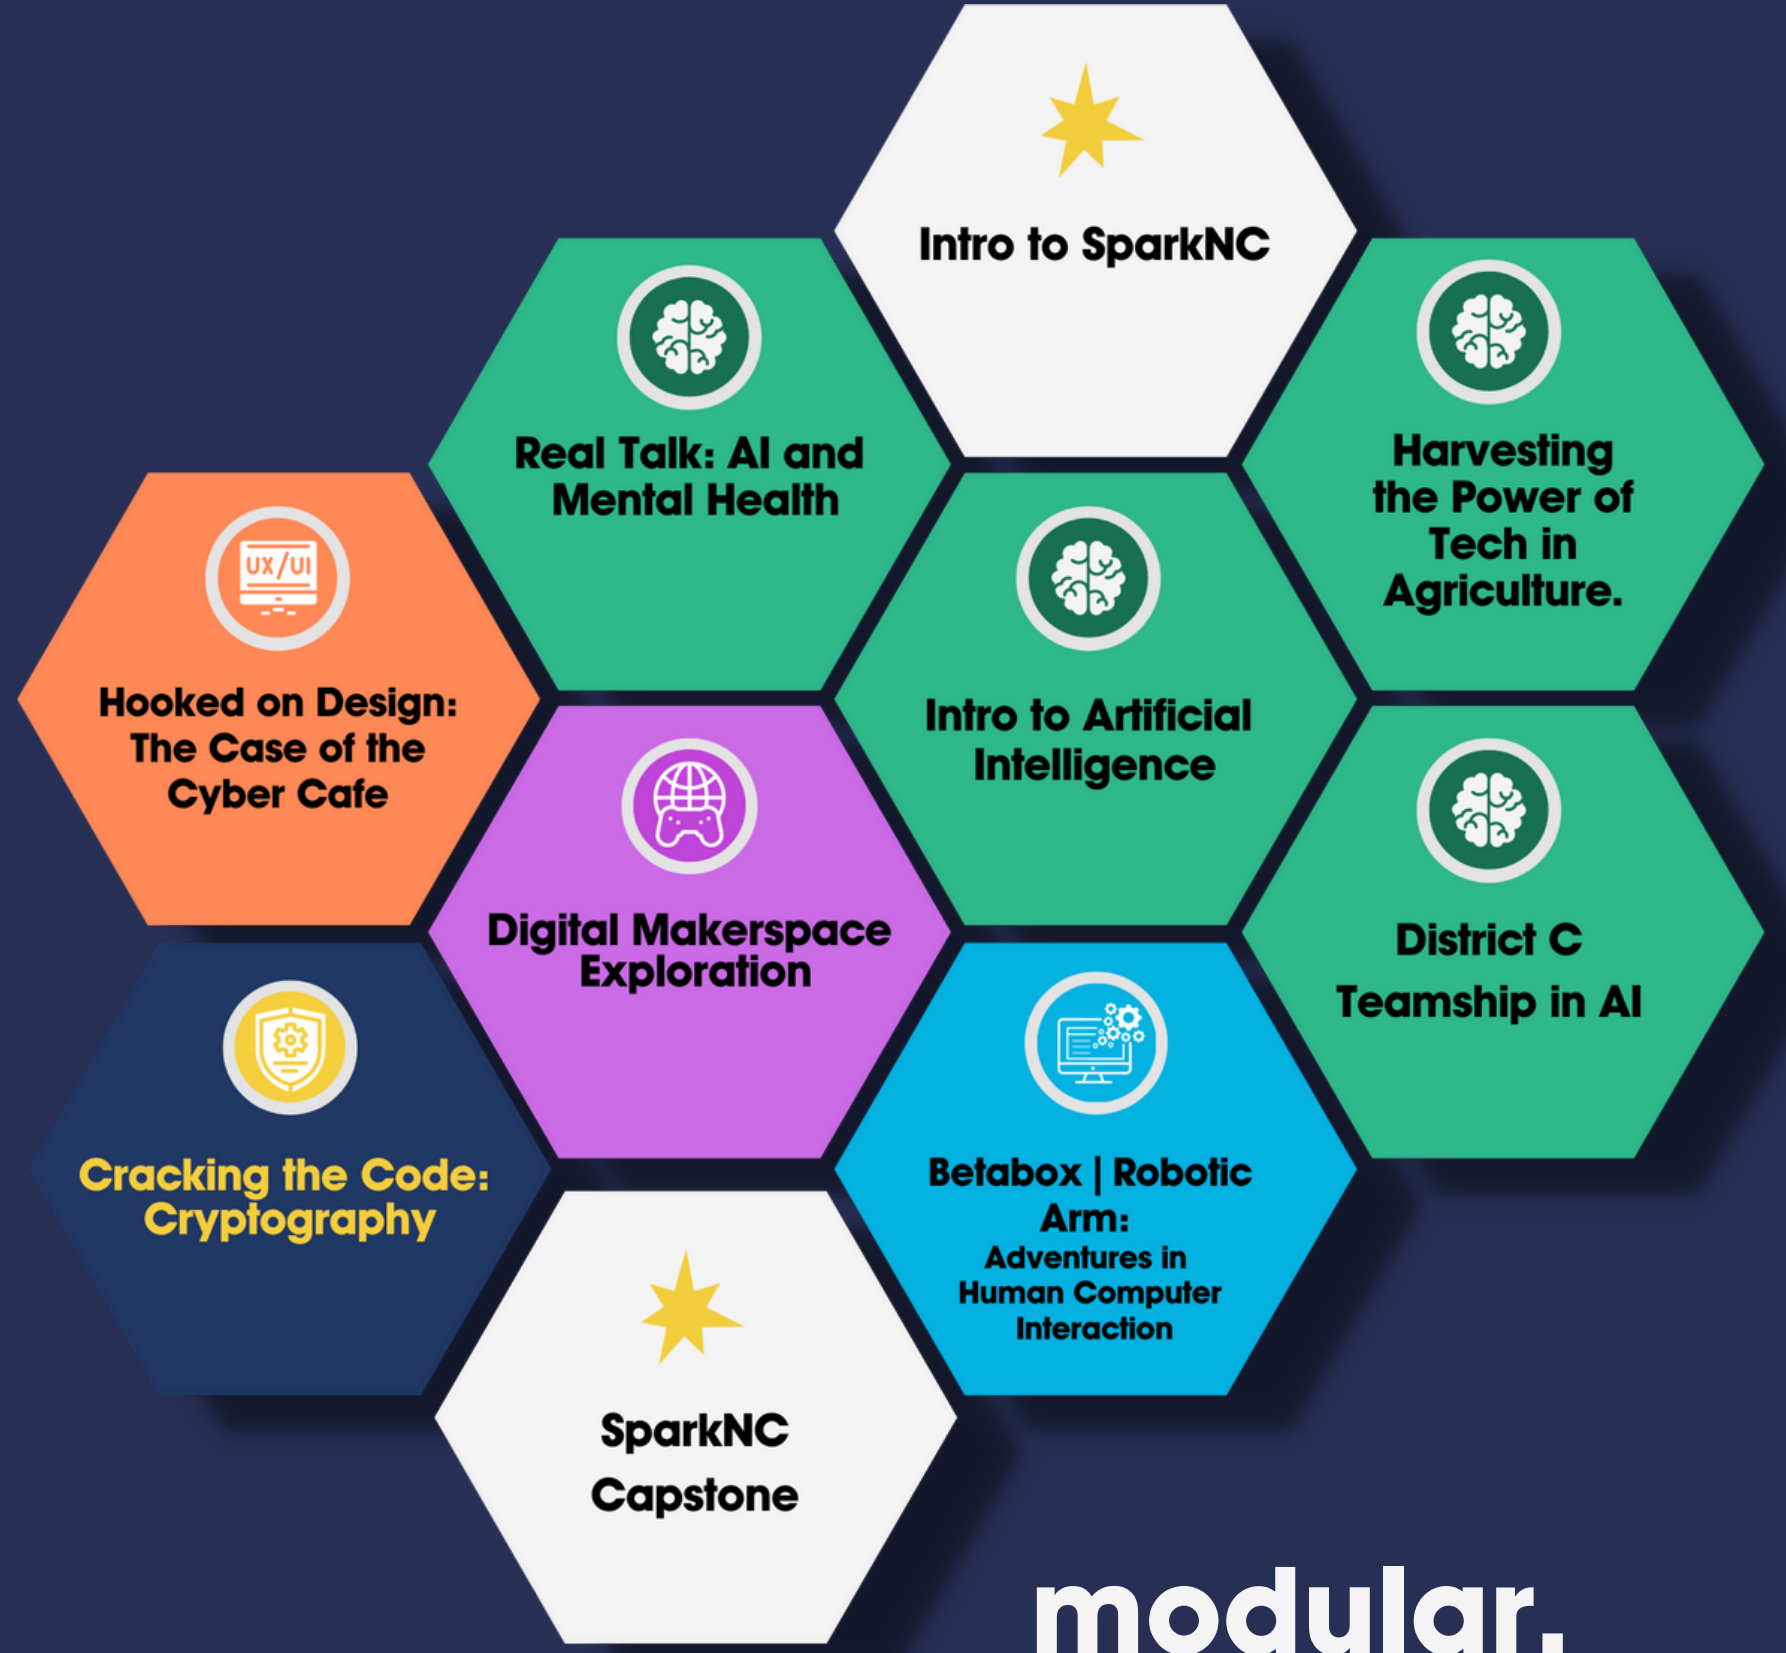 Intro to SparkNC
Real Talk: AI and
Mental Health
Harvesting
the Power of
Tech in
Agriculture.
UX/UI
Hooked on Design:
The Case of the
Cyber Cafe
Intro to Artificial
Intelligence
Digital Makerspace
Exploration
District C
Teamship in AI
Cracking the Code:
Cryptography
Betabox | Robotic
Arm:
Adventures in
Human Computer
Interaction
SparkNC
Capstone
modular.